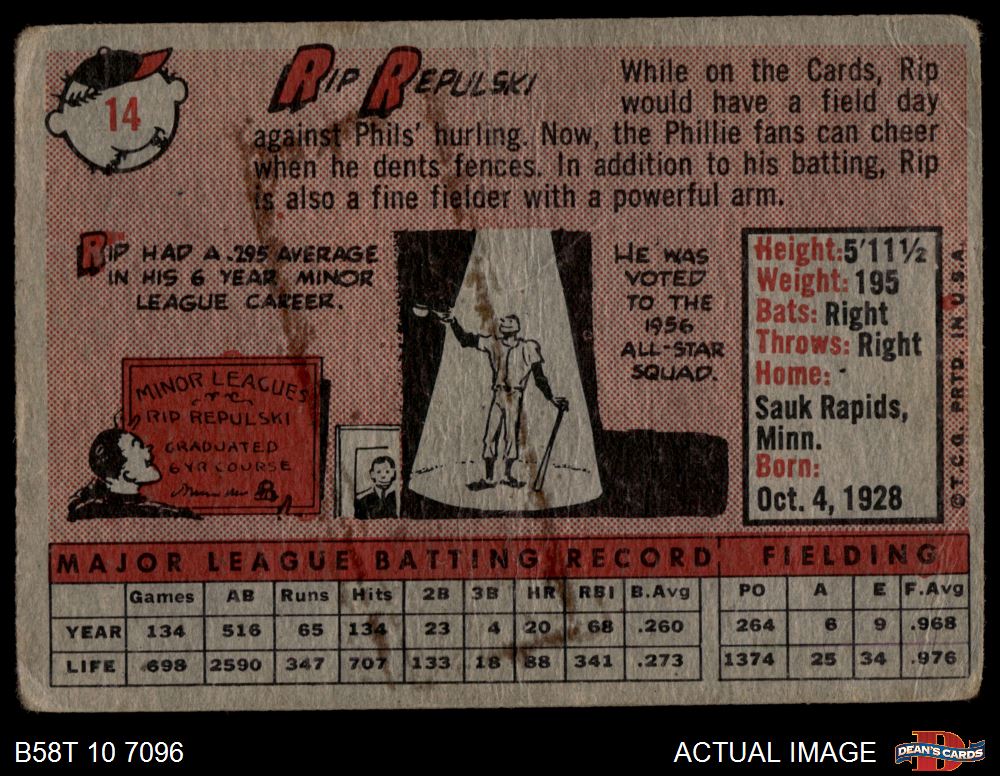 14
RIP REPULSKI
While on the Cards, Rip
would have a field day
against Phils' hurling. Now, the Phillie fans can cheer
when he dents fences. In addition to his batting, Rip
is also a fine fielder with a powerful arm.
RIP HAD A .295 AVERAGE
IN HIS 6 YEAR MINOR
LEAGUE CAREER.
MINOR LEAGUES
RIP REPULSKI
GRADUATED
6 YR COURSE
HE WAS
VOTED
TO THE
1956
ALL-STAR
SQUAD.
Height: 5'11½
Weight: 195
Bats: Right
Throws: Right
Home: -
Sauk Rapids,
Minn.
Born:
Oct. 4, 1928
© T.C.G. PRTD. IN U.S.A.
MAJOR LEAGUE BATTING RECORD FIELDING
Games AB Runs Hits 2B 3B HR RBI B.Avg PO A E F.Avg
YEAR 134 516 65 134 23 4 20 68 .260 264 6 9 .968
LIFE 698 2590 347 707 133 18 88 341 .273 1374 25 34 .976
B58T 10 7096
ACTUAL IMAGE
DEAN'S CARDS